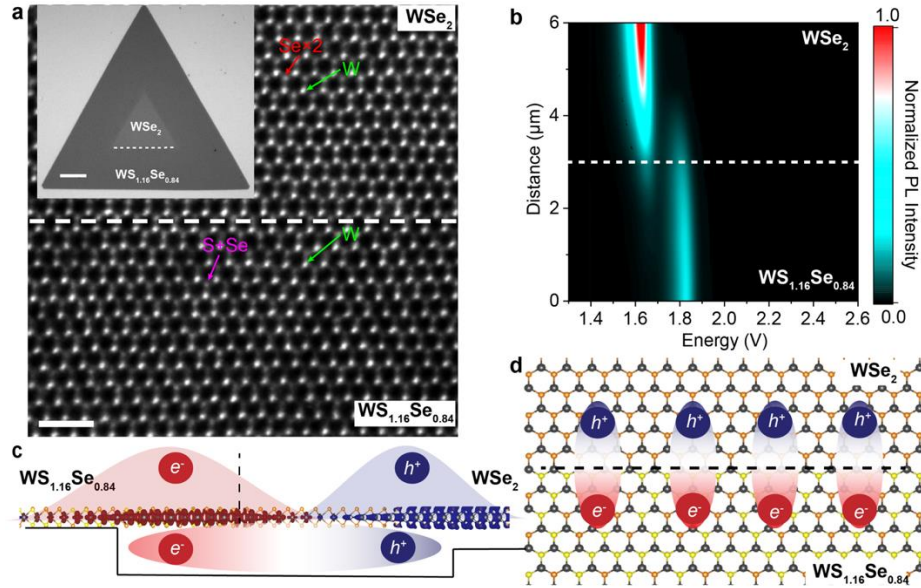 a
WSe₂
Se×2
W
WSe₂
WS₁.₁₆Se₀.₈₄
W
S+Se
WS₁.₁₆Se₀.₈₄
b
WSe₂
WS₁.₁₆Se₀.₈₄
Distance (µm)
6
4
2
0
1.4 1.6 1.8 2.0 2.2 2.4 2.6
Energy (V)
1.0
0.0
Normalized PL Intensity
c
WS₁.₁₆Se₀.₈₄
e⁻
h⁺
WSe₂
e⁻
h⁺
d
WSe₂
h⁺ h⁺ h⁺ h⁺
e⁻ e⁻ e⁻ e⁻
WS₁.₁₆Se₀.₈₄